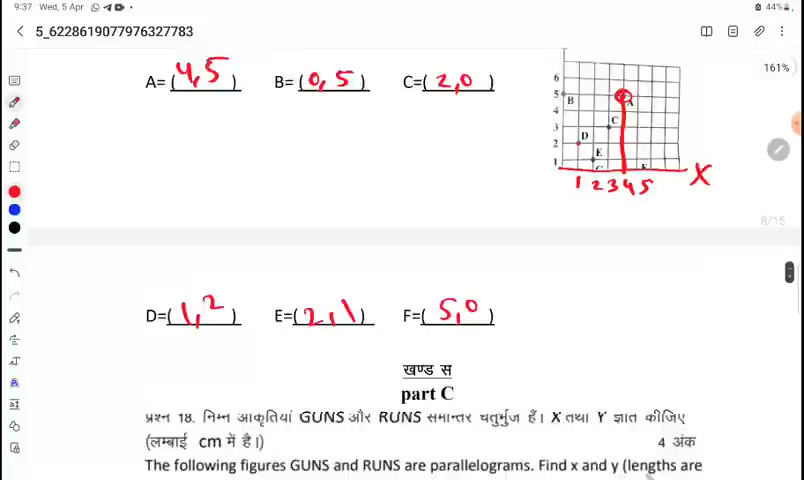 9:37 Wed, 5 Apr
44%
5_6228619077976327783
161%
A=( 4,5 ) B=( 0,5 ) C=( 2,0 )
6
5 B A
4
3 C
2 D
1 E
1 2 3 4 5 X
8/15
D=( 1,2 ) E=( 2,1 ) F=( 5,0 )
खण्ड स
part C
प्रश्न 18. निम्न आकृतियां GUNS और RUNS समान्तर चतुर्भुज हैं। X तथा Y ज्ञात कीजिए
(लम्बाई cm में है।) 4 अंक
The following figures GUNS and RUNS are parallelograms. Find x and y (lengths are